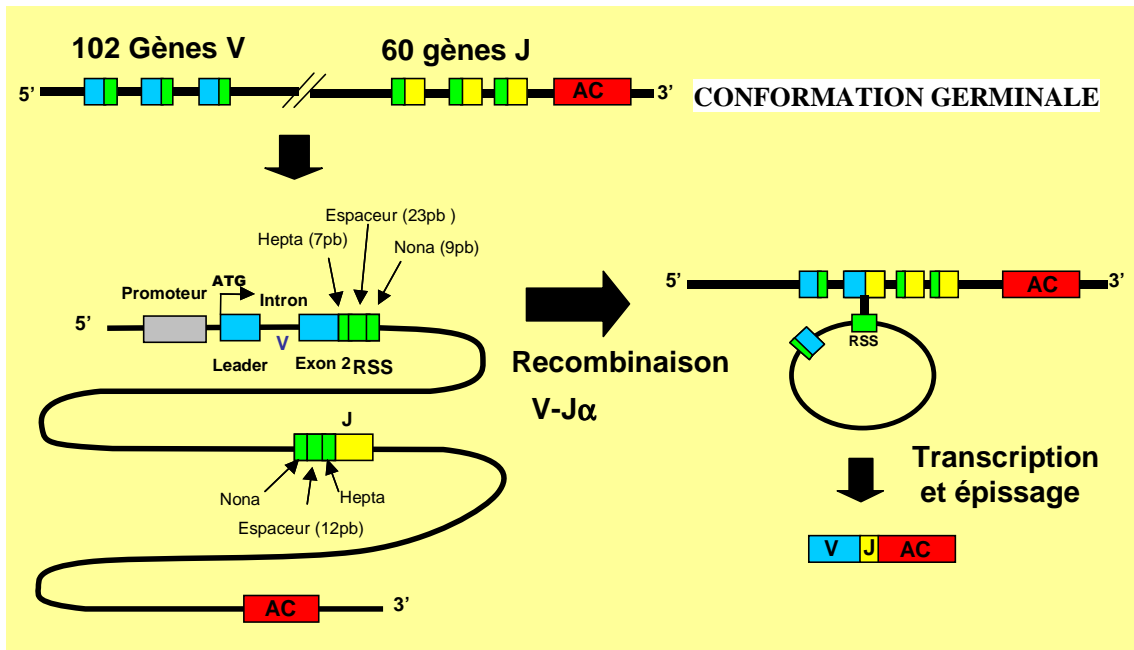 102 Gènes V
60 gènes J
5’
AC
3’
CONFORMATION GERMINALE
Espaceur (23pb )
Hepta (7pb)
Nona (9pb)
ATG
Promoteur
Intron
5’
V
Leader
Exon 2
RSS
J
Nona
Hepta
Espaceur (12pb)
AC
3’
Recombinaison
V-Jα
5’
AC
3’
RSS
Transcription
et épissage
V
J
AC